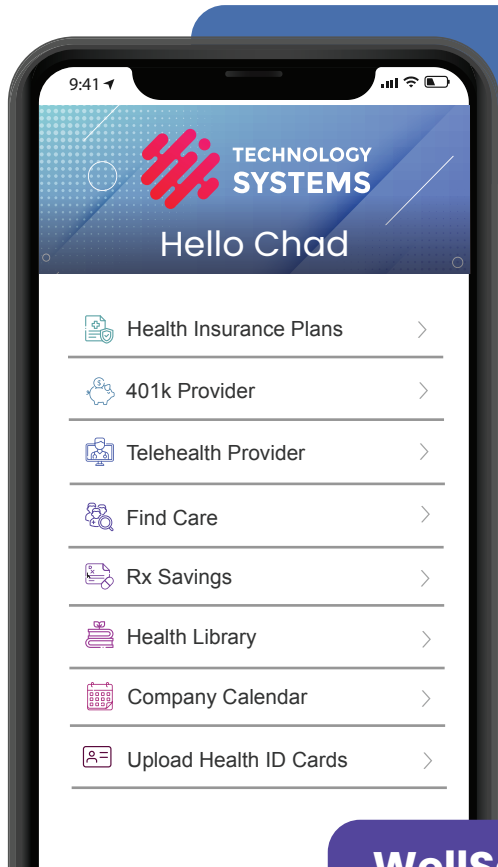 9:41
TECHNOLOGY
SYSTEMS
Hello Chad
Health Insurance Plans
401k Provider
Telehealth Provider
Find Care
Rx Savings
Health Library
Company Calendar
Upload Health ID Cards